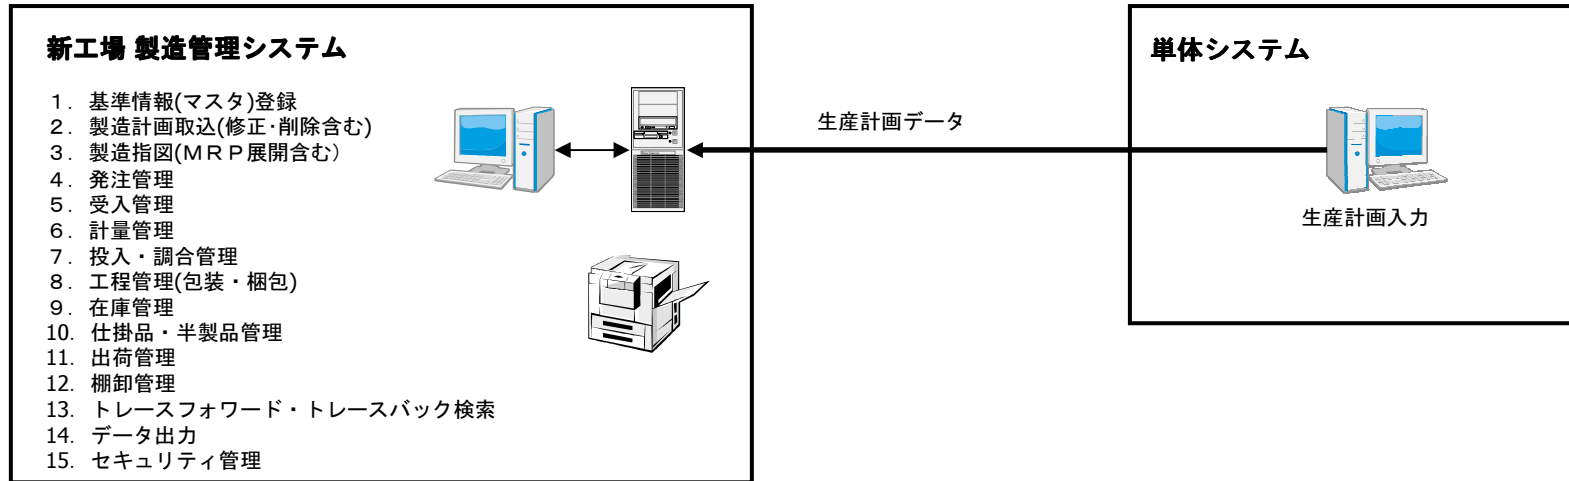 新工場 製造管理システム
１. 基準情報(マスタ)登録
２. 製造計画取込(修正･削除含む)
３. 製造指図(ＭＲＰ展開含む）
４. 発注管理
５. 受入管理
６. 計量管理
７. 投入・調合管理
８. 工程管理(包装・梱包)
９. 在庫管理
10. 仕掛品・半製品管理
11. 出荷管理
12. 棚卸管理
13. トレースフォワード・トレースバック検索
14. データ出力
15. セキュリティ管理
生産計画データ
単体システム
生産計画入力